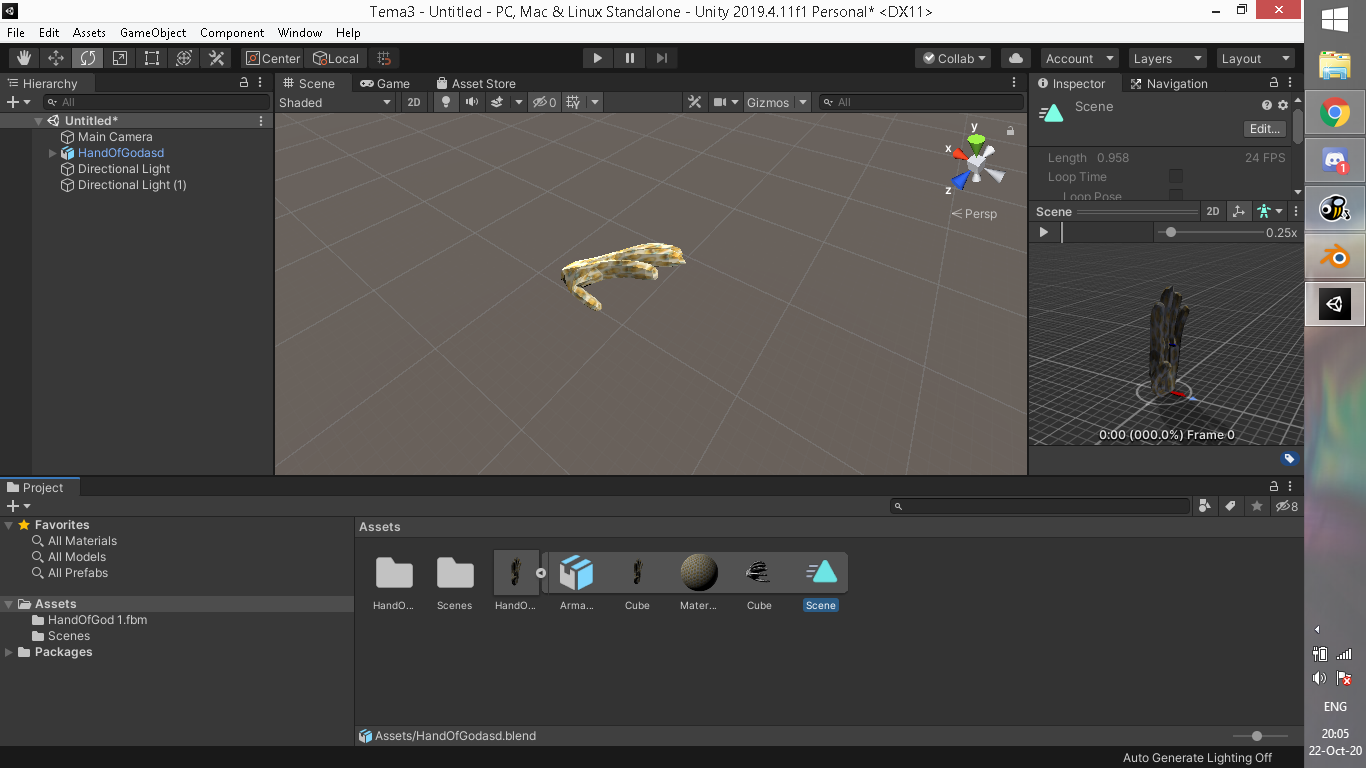 Tema3 - Untitled - PC, Mac & Linux Standalone - Unity 2019.4.11f1 Personal* <DX11>
File Edit Assets GameObject Component Window Help
Center Local Collab Account Layers Layout
Hierarchy
All
Untitled*
Main Camera
HandOfGodasd
Directional Light
Directional Light (1)
Scene Game Asset Store
Shaded 2D 0 Gizmos All
y
x
z
Persp
Inspector Navigation
Scene
Edit...
Length 0.958 24 FPS
Loop Time
Loop Pose
Scene 2D
0.25x
0:00 (000.0%) Frame 0
Project
8
Favorites
All Materials
All Models
All Prefabs
Assets
HandOfGod 1.fbm
Scenes
Packages
Assets
HandO... Scenes HandO... Arma... Cube Mater... Cube Scene
Assets/HandOfGodasd.blend
Auto Generate Lighting Off
1
ENG
20:05
22-Oct-20